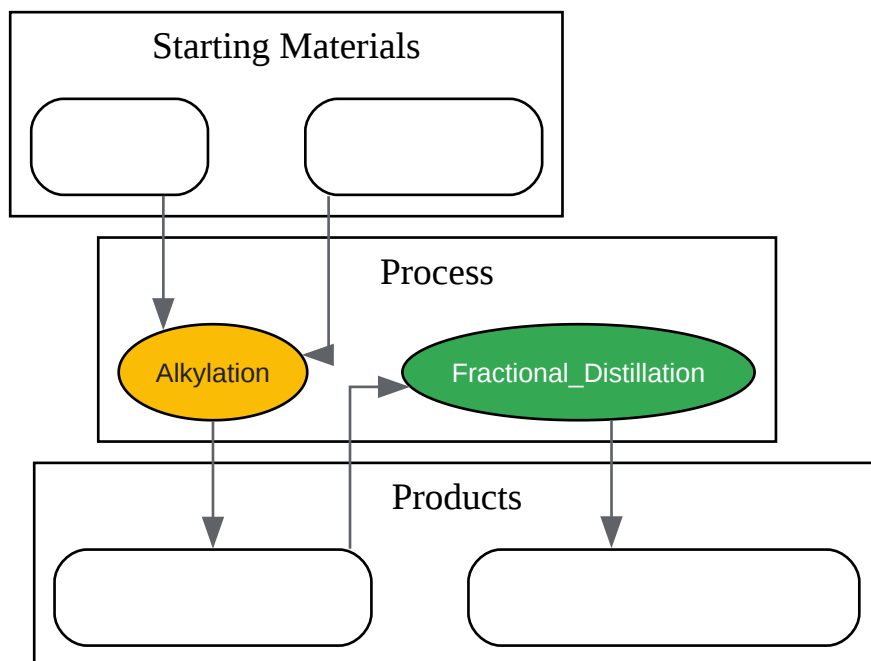 Starting Materials
Process
Alkylation
Fractional_Distillation
Products